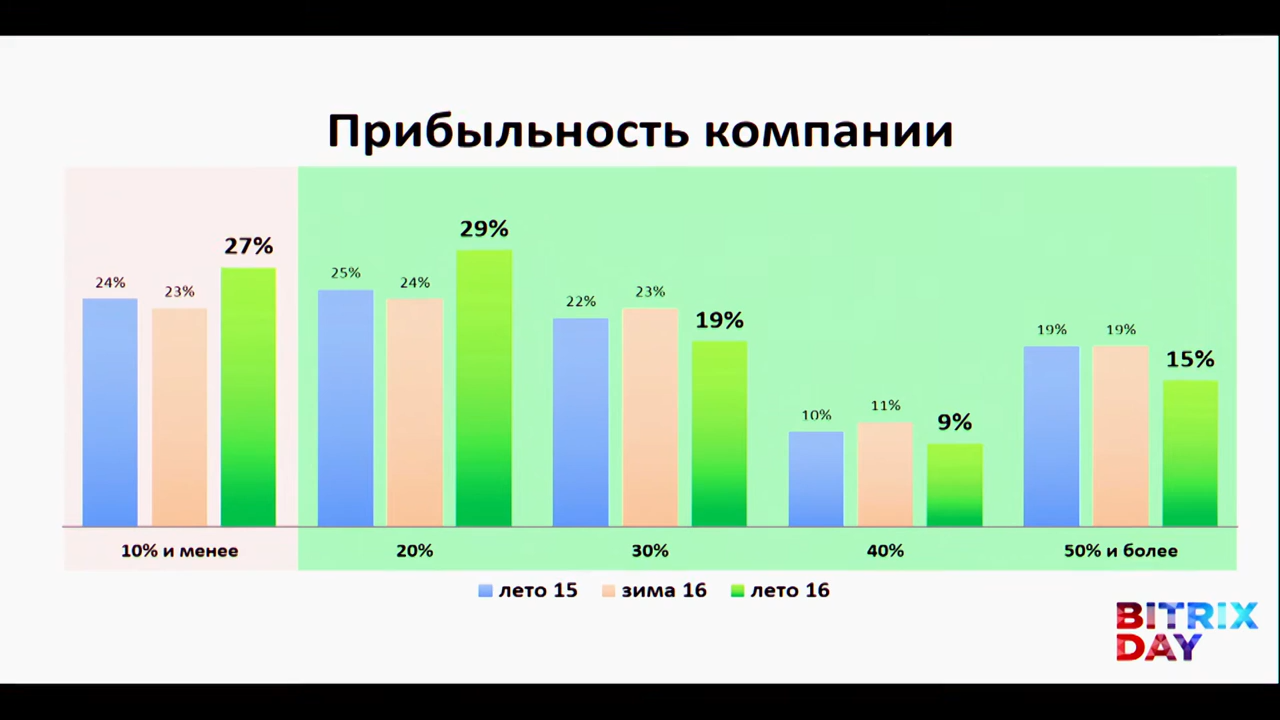 Прибыльность компании
24% 23% 27% 25% 24% 29% 22% 23% 19% 10% 11% 9% 19% 19% 15%
10% и менее 20% 30% 40% 50% и более
лето 15 зима 16 лето 16
BITRIX
DAY